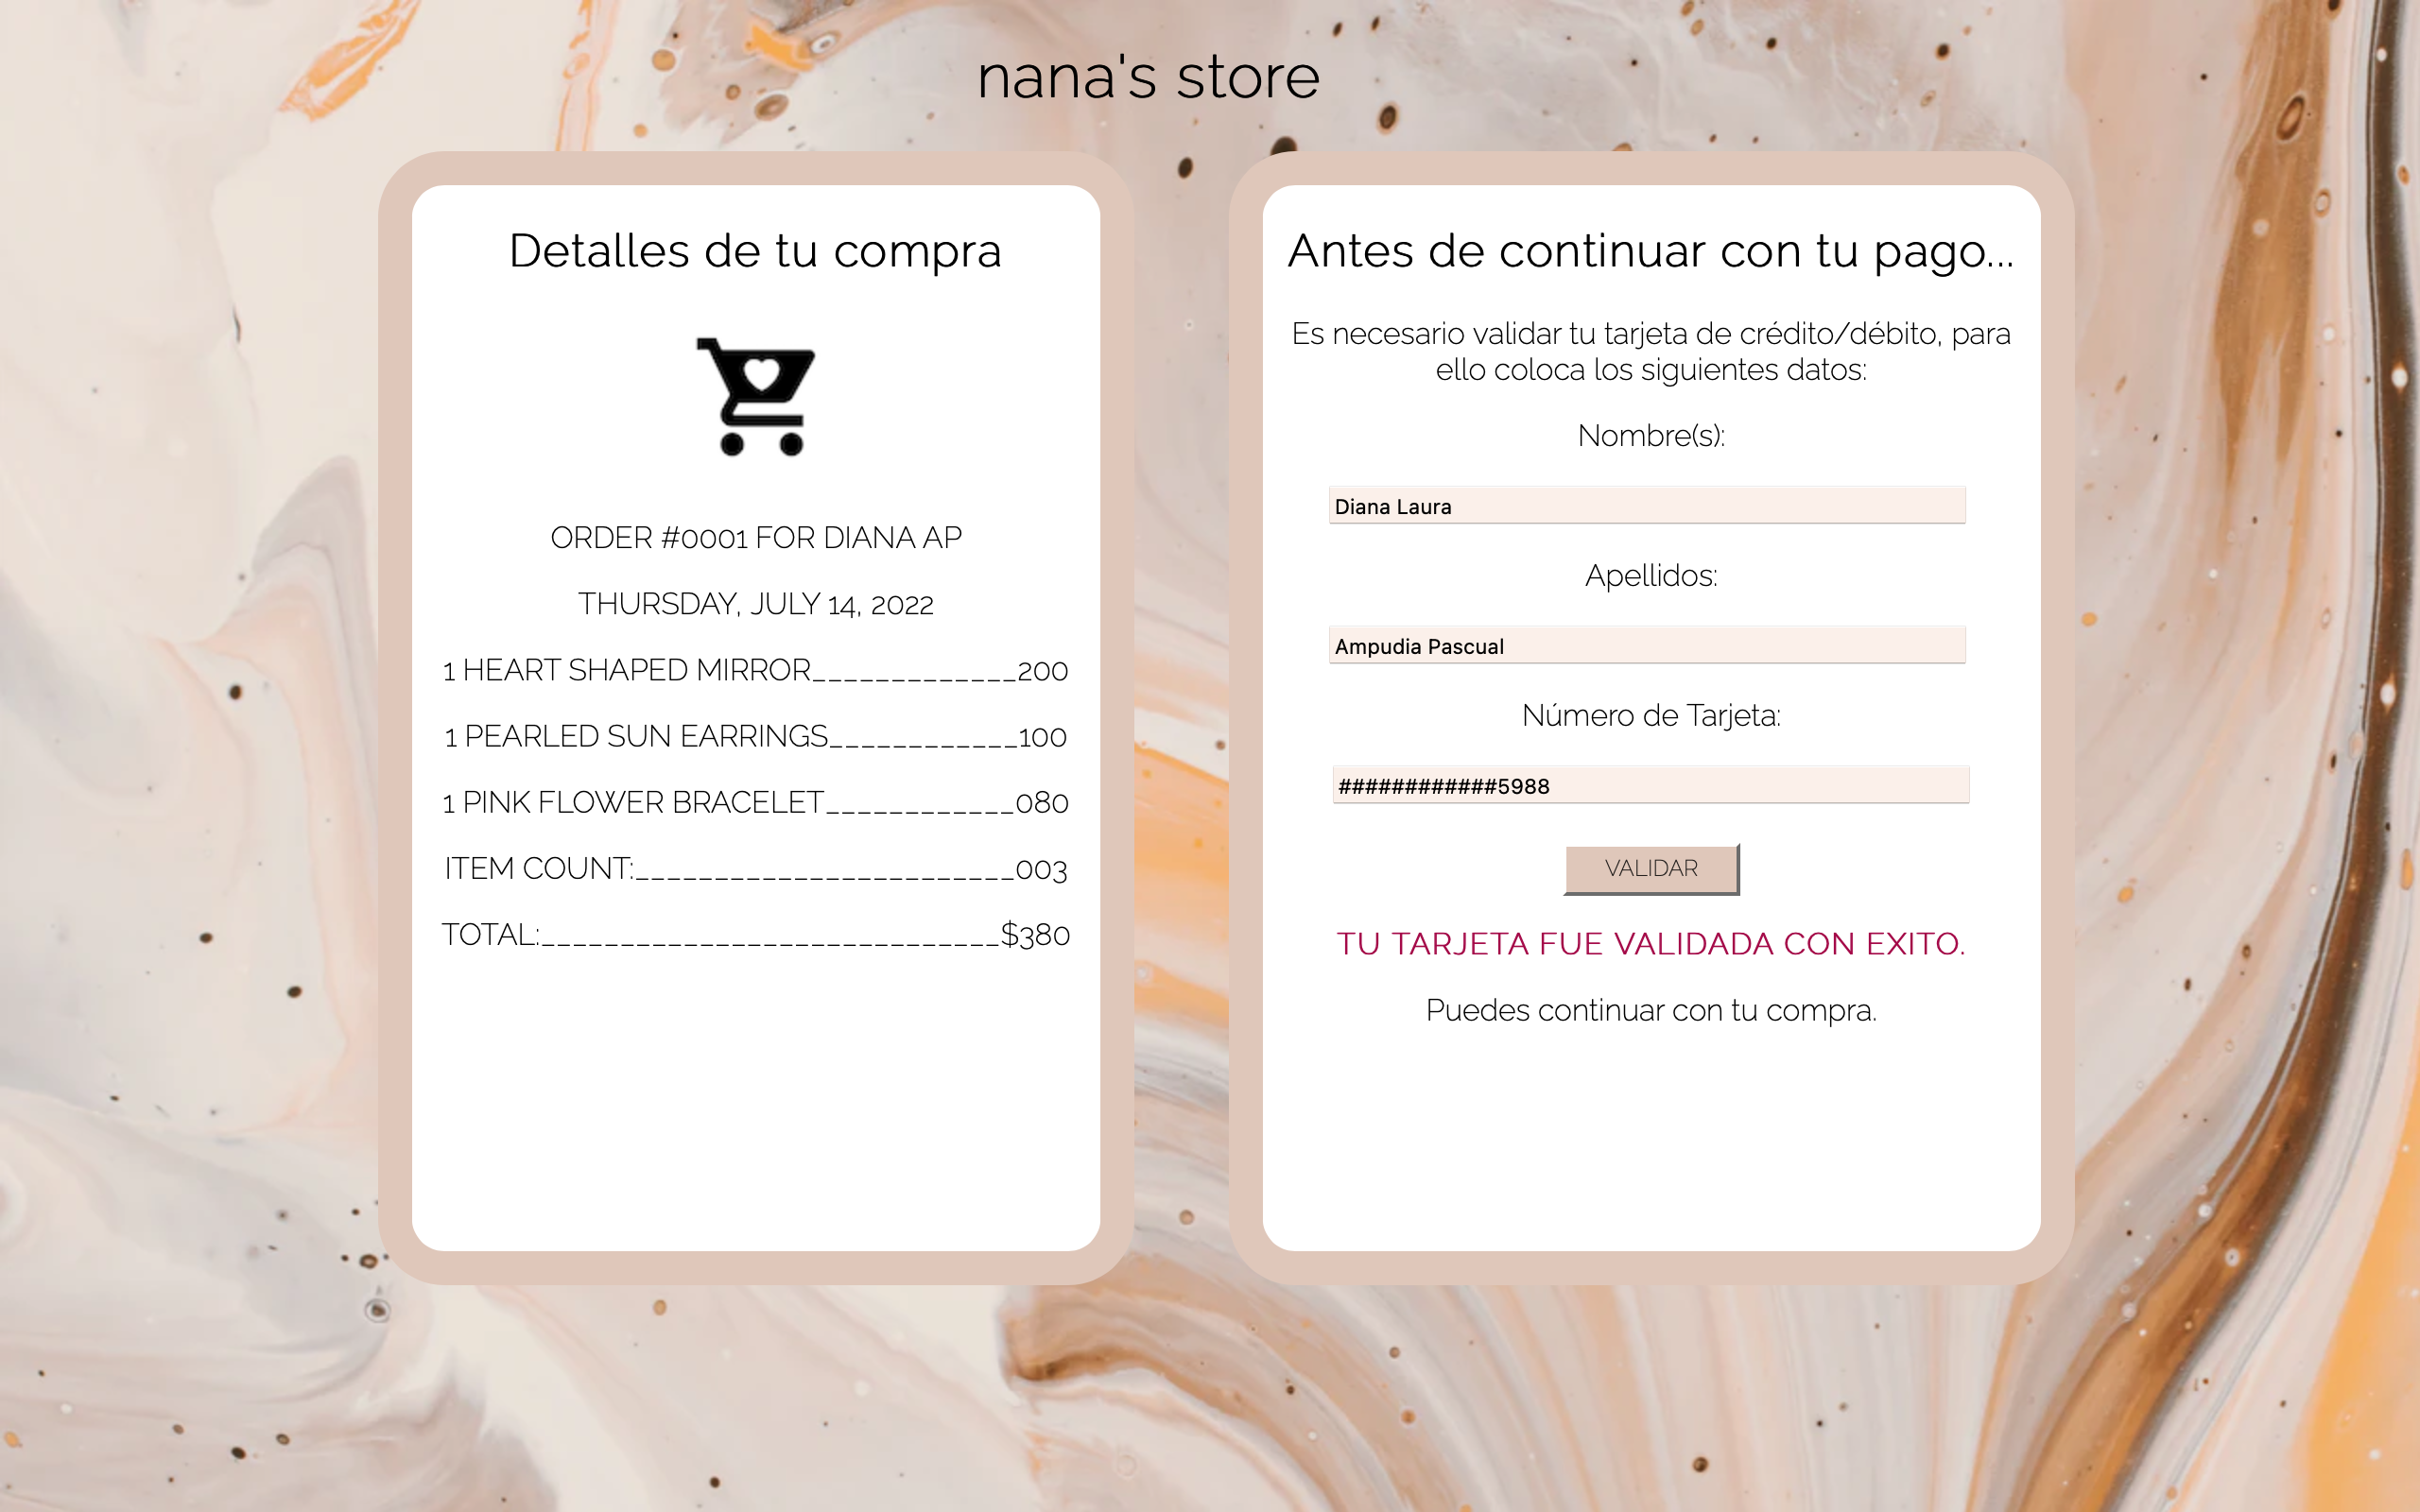 nana's store
Detalles de tu compra
ORDER #0001 FOR DIANA AP
THURSDAY, JULY 14, 2022
1 HEART SHAPED MIRROR_____________200
1 PEARLED SUN EARRINGS____________100
1 PINK FLOWER BRACELET____________080
ITEM COUNT:________________________003
TOTAL:_____________________________$380
Antes de continuar con tu pago...
Es necesario validar tu tarjeta de crédito/débito, para
ello coloca los siguientes datos:
Nombre(s):
Diana Laura
Apellidos:
Ampudia Pascual
Número de Tarjeta:
############5988
VALIDAR
TU TARJETA FUE VALIDADA CON EXITO.
Puedes continuar con tu compra.